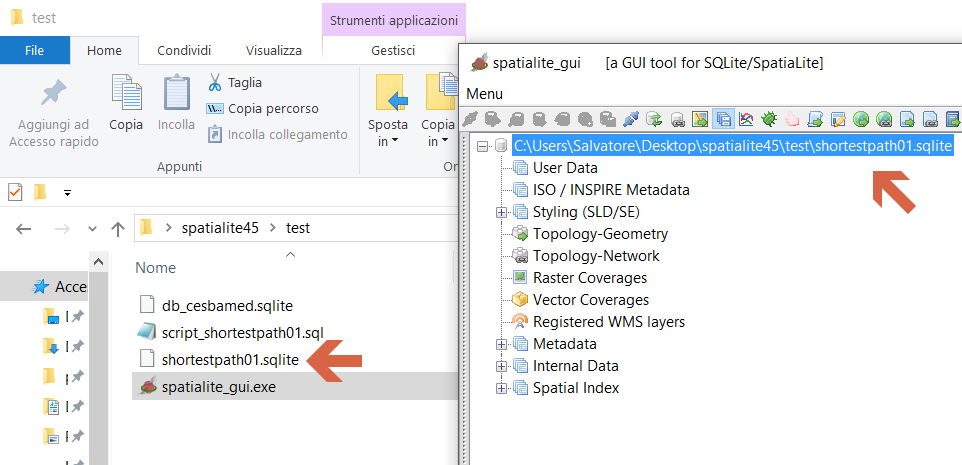 test
Strumenti applicazioni
File
Home
Condividi
Visualizza
Gestisci
Aggiungi ad
Accesso rapido
Copia
Incolla
Taglia
Copia percorso
Incolla collegamento
Sposta
in
Copia
in
Appunti
Or
spatialite45
test
Nome
Acce
db_cesbamed.sqlite
script_shortestpath01.sql
shortestpath01.sqlite
spatialite_gui.exe
spatialite_gui [a GUI tool for SQLite/SpatiaLite]
Menu
C:\Users\Salvatore\Desktop\spatialite45\test\shortestpath01.sqlite
User Data
ISO / INSPIRE Metadata
Styling (SLD/SE)
Topology-Geometry
Topology-Network
Raster Coverages
Vector Coverages
Registered WMS layers
Metadata
Internal Data
Spatial Index